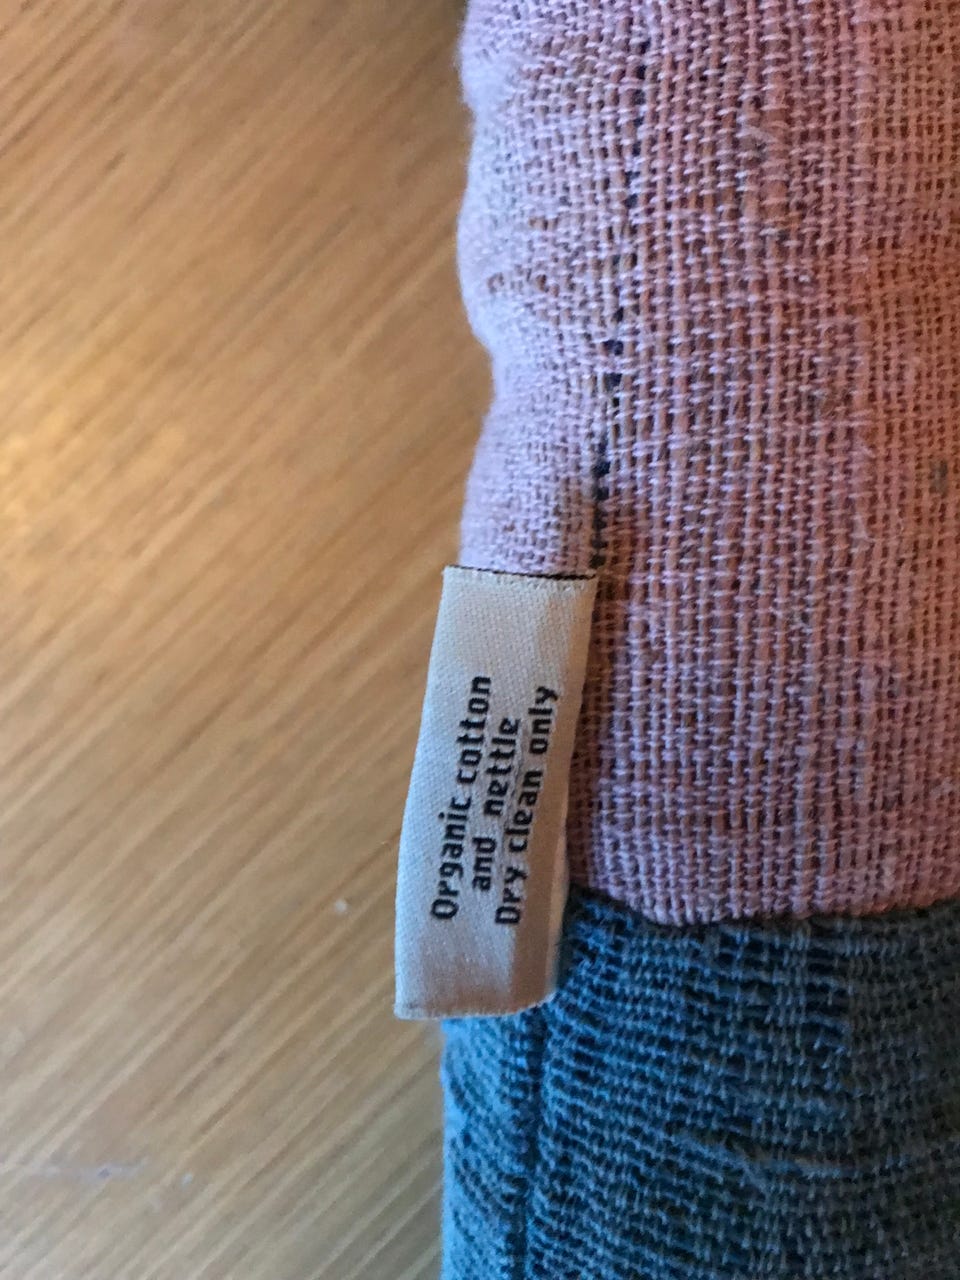 Organic cotton
and nettle
Dry clean only